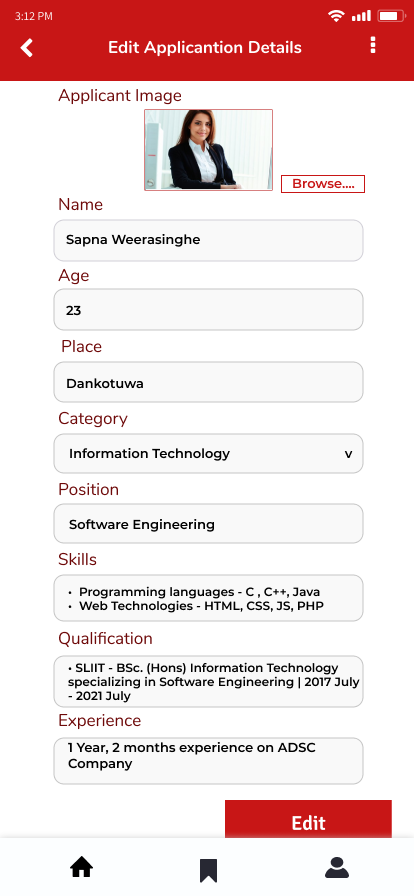 3:12 PM
Edit Applicantion Details
Applicant Image
Browse....
Name
Sapna Weerasinghe
Age
23
Place
Dankotuwa
Category
Information Technology v
Position
Software Engineering
Skills
• Programming languages - C , C++, Java
• Web Technologies - HTML, CSS, JS, PHP
Qualification
• SLIIT - BSc. (Hons) Information Technology
specializing in Software Engineering | 2017 July
- 2021 July
Experience
1 Year, 2 months experience on ADSC
Company
Edit